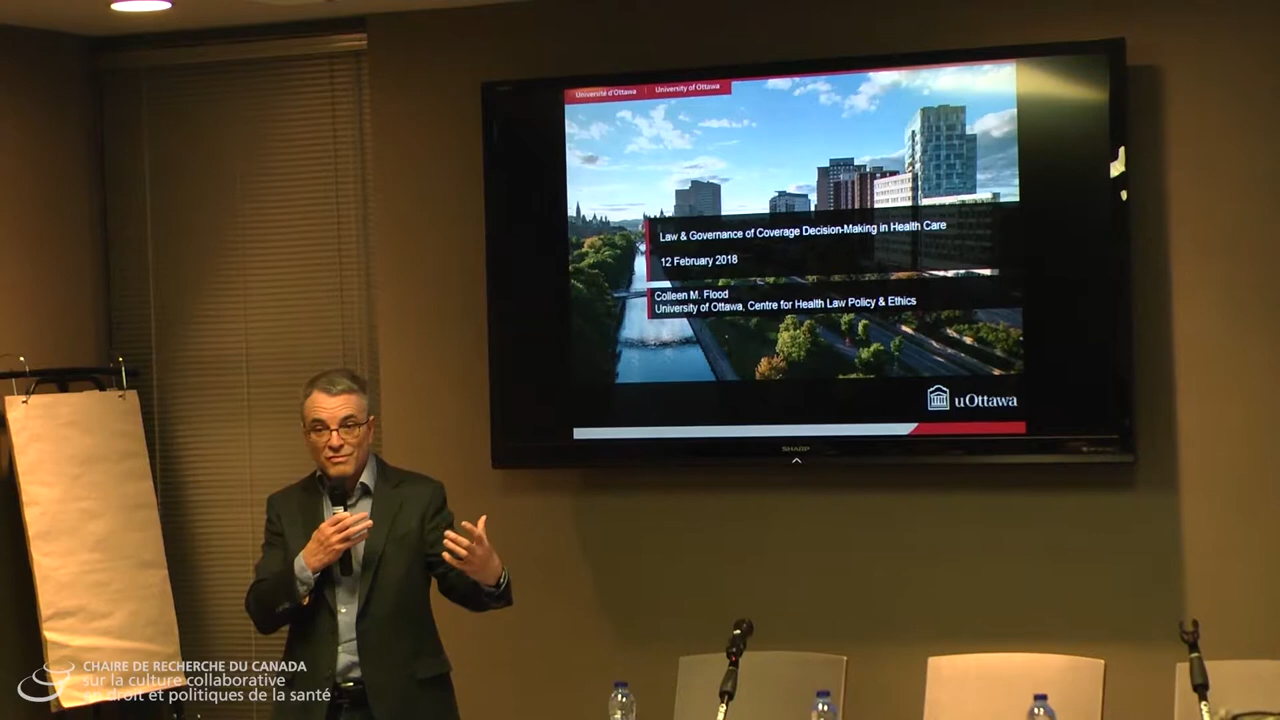 Université d'Ottawa | University of Ottawa
Law & Governance of Coverage Decision-Making in Health Care
12 February 2018
Colleen M. Flood
University of Ottawa, Centre for Health Law Policy & Ethics
uOttawa
SHARP
CHAIRE DE RECHERCHE DU CANADA
sur la culture collaborative
en droit et politiques de la santé